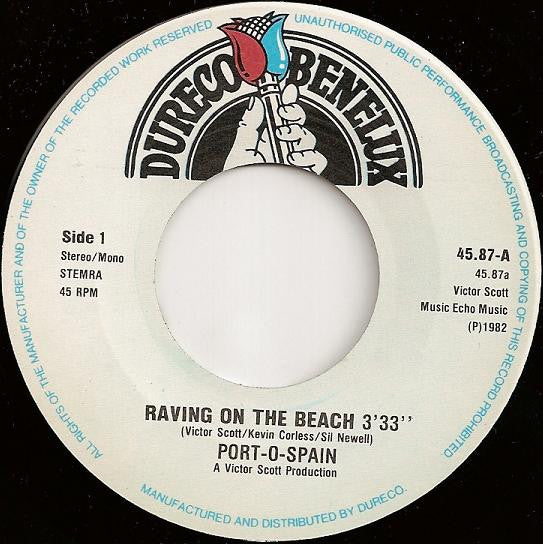 ALL RIGHTS OF THE MANUFACTURER AND OF THE OWNER OF THE RECORDED WORK RESERVED
UNAUTHORISED PUBLIC PERFORMANCE BROADCASTING AND COPYING OF THIS RECORD PROHIBITED
DURECO BENELUX
Side 1
Stereo/Mono
STEMRA
45 RPM
45.87-A
45.87a
Victor Scott
Music Echo Music
(P)1982
RAVING ON THE BEACH 3'33''
(Victor Scott/Kevin Corless/Sil Newell)
PORT-O-SPAIN
A Victor Scott Production
MANUFACTURED AND DISTRIBUTED BY DURECO.